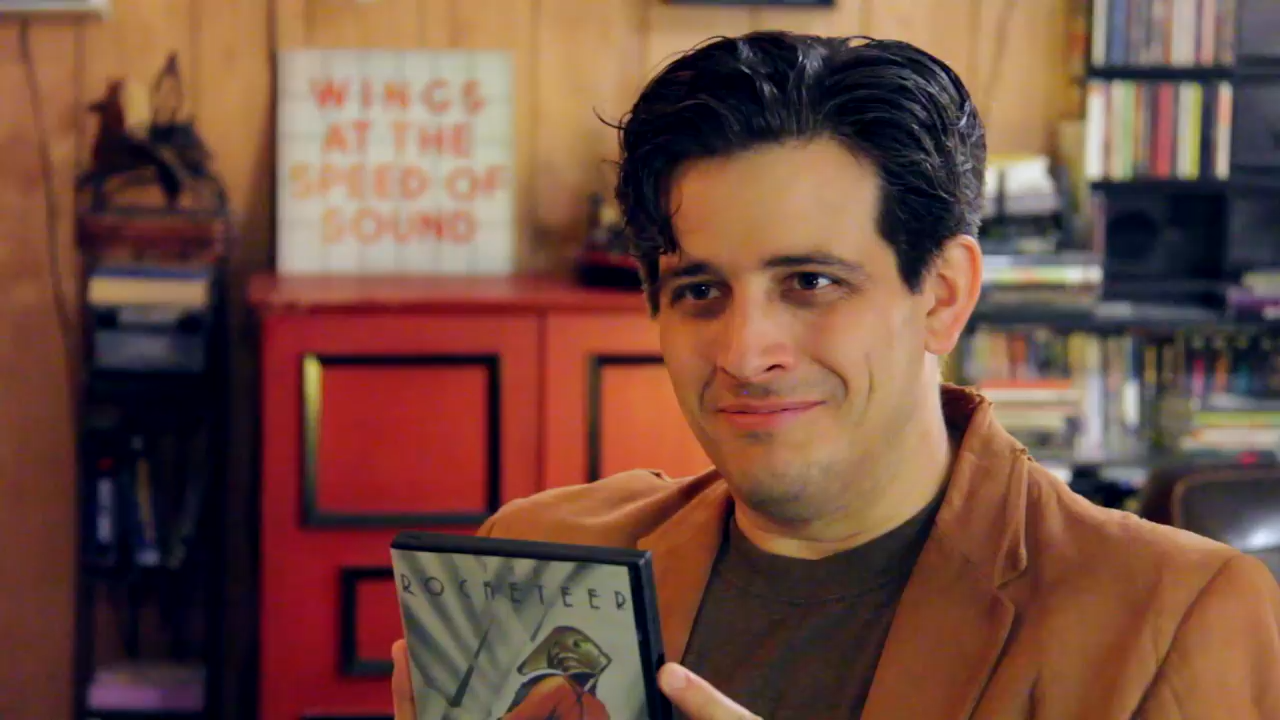 WINGS
AT THE
SPEED OF
SOUND
ROCKETEER